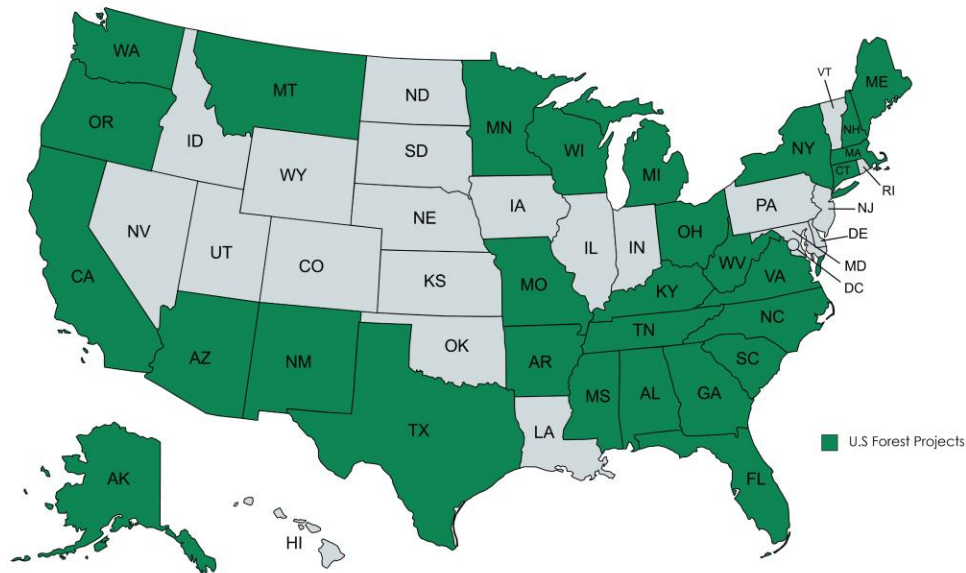 WA
MT
ND
MN
VT
ME
OR
ID
SD
WI
NY
NH
MA
WY
MI
CT
RI
NE
IA
PA
NJ
NV
UT
CO
IL
IN
OH
DE
MD
CA
KS
MO
WV
VA
DC
KY
NC
TN
AZ
NM
OK
AR
SC
MS
AL
GA
TX
LA
U.S Forest Projects
AK
FL
HI